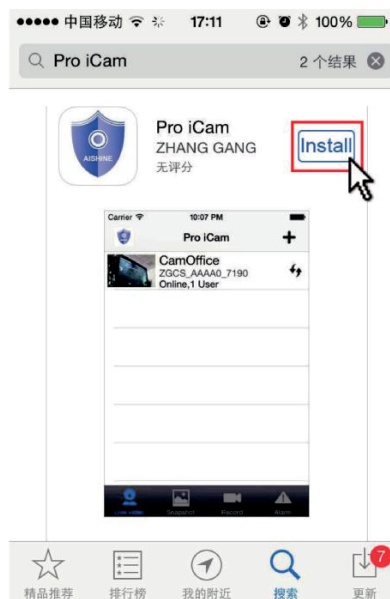 中国移动 17:11 100%
Pro iCam 2 个结果
AISHINE
Pro iCam
ZHANG GANG
无评分
Install
Carrier 10:07 PM
Pro iCam +
CamOffice
ZGCS_AAAA0_7190
Online,1 User
Snapshot Record Alarm
7
精品推荐 排行榜 我的附近 搜索 更新